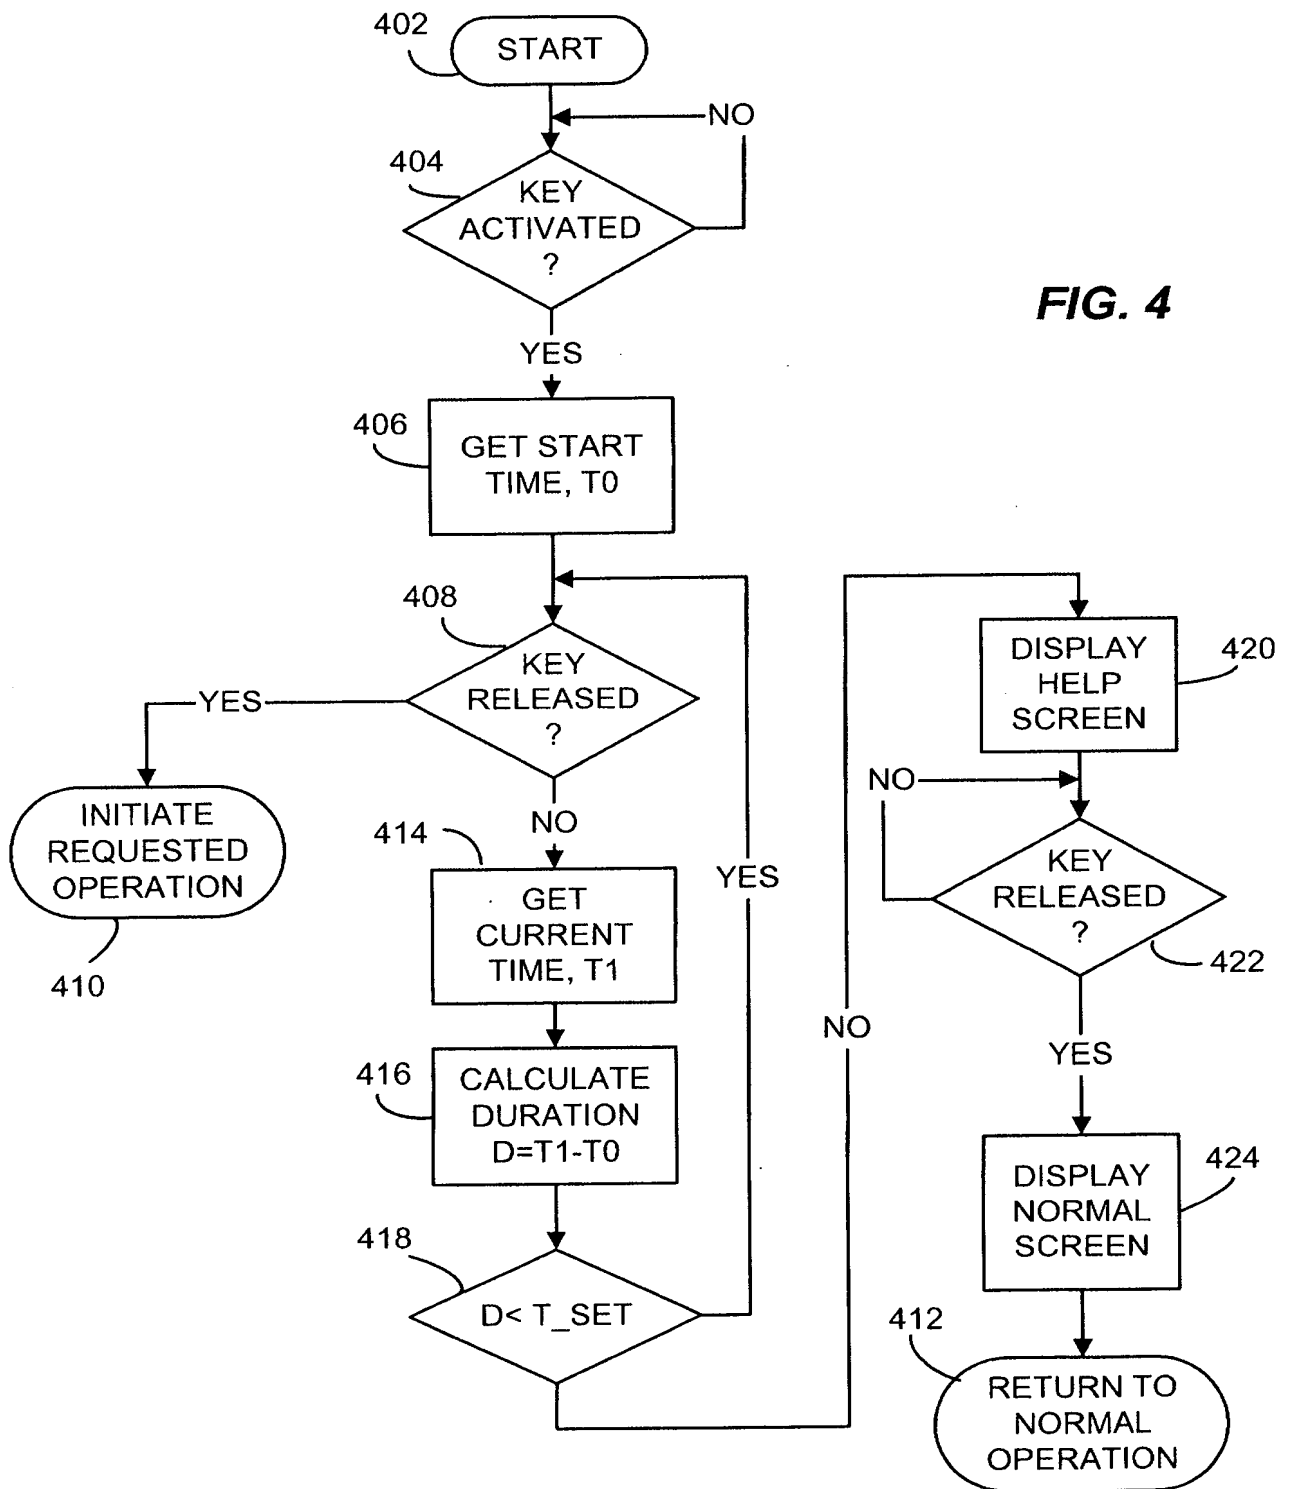 402
START
NO
404
KEY
ACTIVATED
?
YES
FIG. 4
406
GET START
TIME, T0
408
KEY
RELEASED
?
YES
INITIATE
REQUESTED
OPERATION
410
NO
414
GET
CURRENT
TIME, T1
YES
416
CALCULATE
DURATION
D=T1-T0
418
D< T_SET
NO
DISPLAY
HELP
SCREEN
420
NO
KEY
RELEASED
?
422
YES
DISPLAY
NORMAL
SCREEN
424
412
RETURN TO
NORMAL
OPERATION